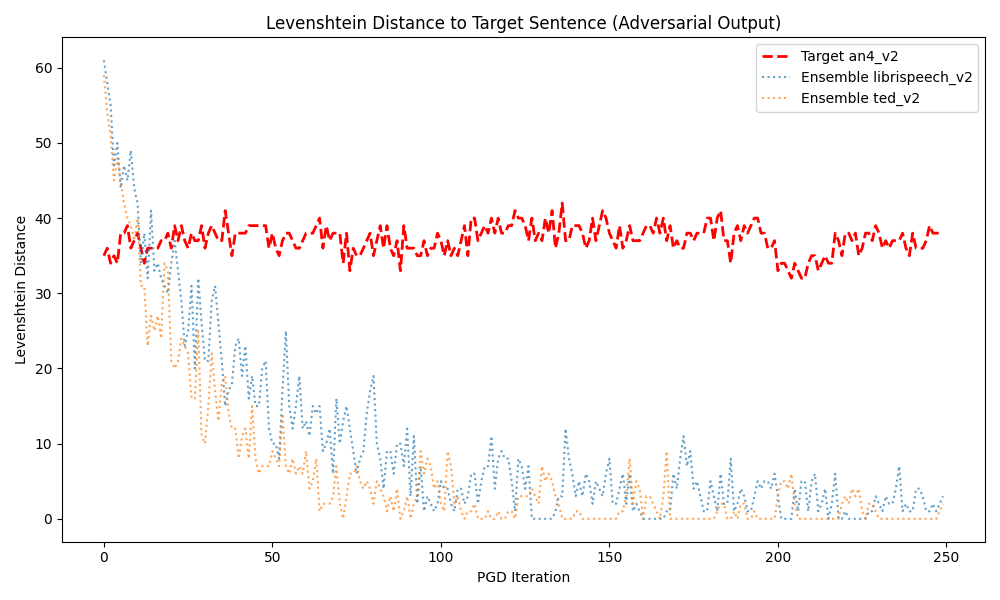 Levenshtein Distance to Target Sentence (Adversarial Output)
Target an4_v2
Ensemble librispeech_v2
Ensemble ted_v2
Levenshtein Distance
60
50
40
30
20
10
0
0 50 100 150 200 250
PGD Iteration